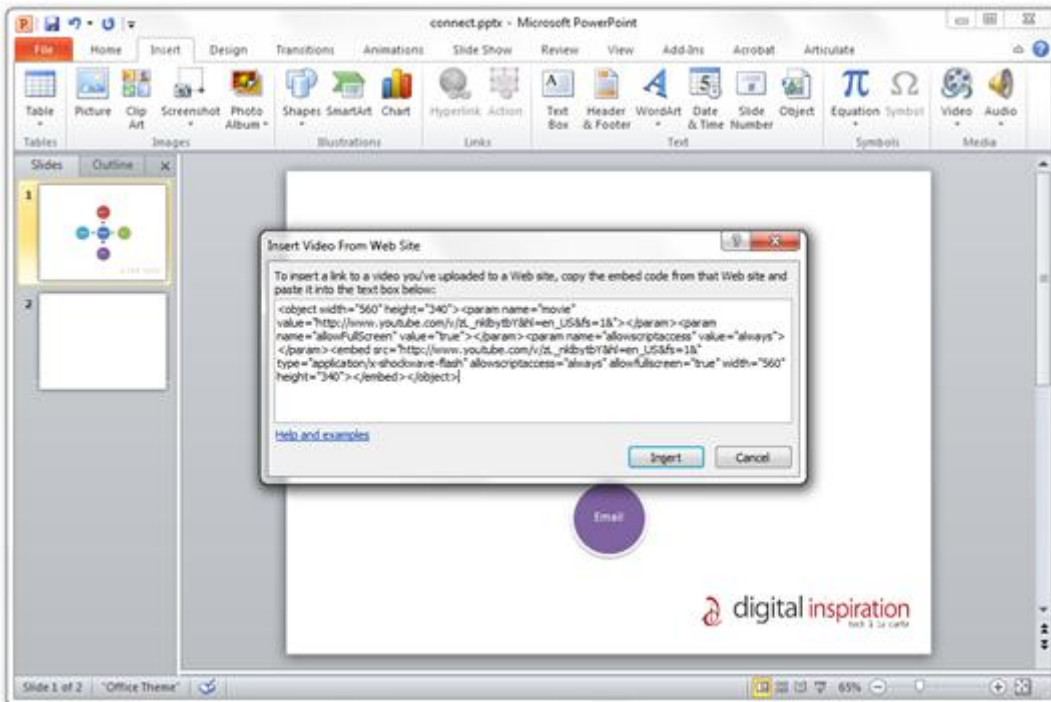 connect.pptx - Microsoft PowerPoint
File Home Insert Design Transitions Animations Slide Show Review View Add-Ins Acrobat Articulate
Table Picture Clip Art Screenshot Photo Album Shapes SmartArt Chart Hyperlink Action Text Box Header & Footer WordArt Date & Time Slide Number Object Equation Symbol Video Audio
Tables Images Illustrations Links Text Symbols Media
Slides Outline
1
2
Insert Video From Web Site
To insert a link to a video you've uploaded to a Web site, copy the embed code from that Web site and
paste it into the text box below:
<object width="560" height="340"><param name="movie"
value="http://www.youtube.com/v/zL_nklbytbY&hl=en_US&fs=1&"></param><param
name="allowFullScreen" value="true"></param><param name="allowscriptaccess" value="always">
</param><embed src="http://www.youtube.com/v/zL_nklbytbY&hl=en_US&fs=1&"
type="application/x-shockwave-flash" allowscriptaccess="always" allowfullscreen="true" width="560"
height="340"></embed></object>
Help and examples
Insert Cancel
Email
digital inspiration
tech à la carte
Slide 1 of 2 "Office Theme" 65%